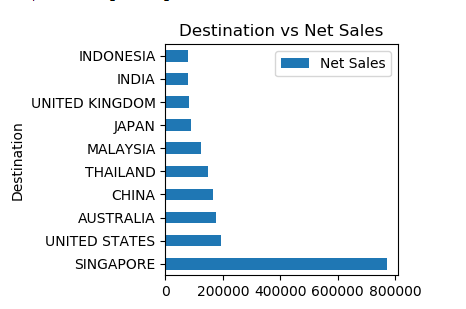 Destination vs Net Sales
Net Sales
INDONESIA
INDIA
UNITED KINGDOM
JAPAN
MALAYSIA
THAILAND
CHINA
AUSTRALIA
UNITED STATES
SINGAPORE
Destination
0 200000 400000 600000 800000